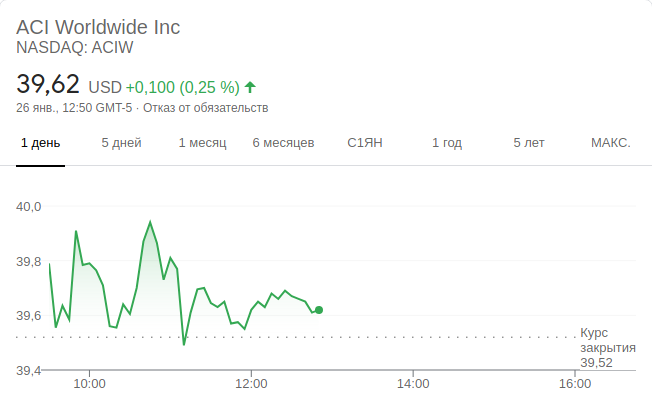 ACI Worldwide Inc
NASDAQ: ACIW
39,62 USD +0,100 (0,25 %)
26 янв., 12:50 GMT-5 · Отказ от обязательств
1 день 5 дней 1 месяц 6 месяцев С1ЯН 1 год 5 лет МАКС.
40,0
39,8
39,6
Курс
закрытия
39,52
39,4
10:00 12:00 14:00 16:00